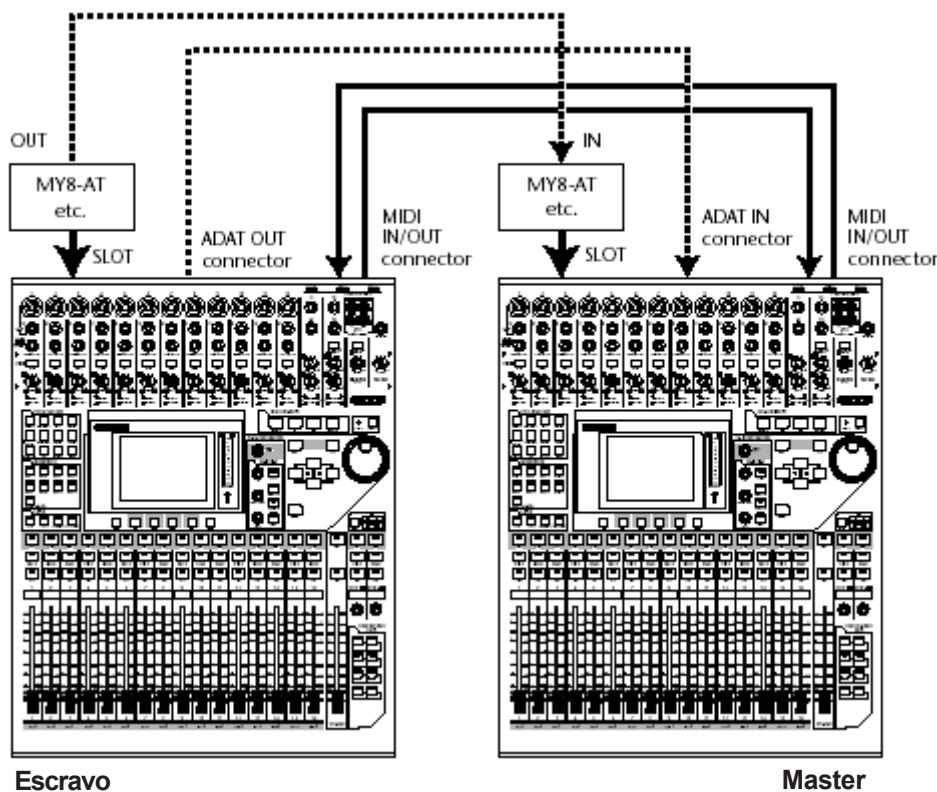 OUT
MY8-AT
etc.
SLOT
ADAT OUT
connector
MIDI
IN/OUT
connector
IN
MY8-AT
etc.
SLOT
ADAT IN
connector
MIDI
IN/OUT
connector
Escravo
Master